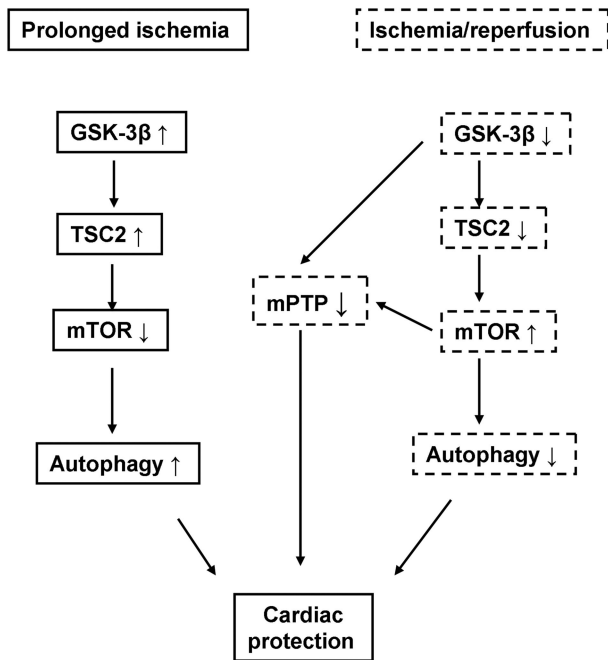 Prolonged ischemia
Ischemia/reperfusion
GSK-3β ↑
GSK-3β ↓
TSC2 ↑
TSC2 ↓
mPTP ↓
mTOR ↓
mTOR ↑
Autophagy ↑
Autophagy ↓
Cardiac
protection